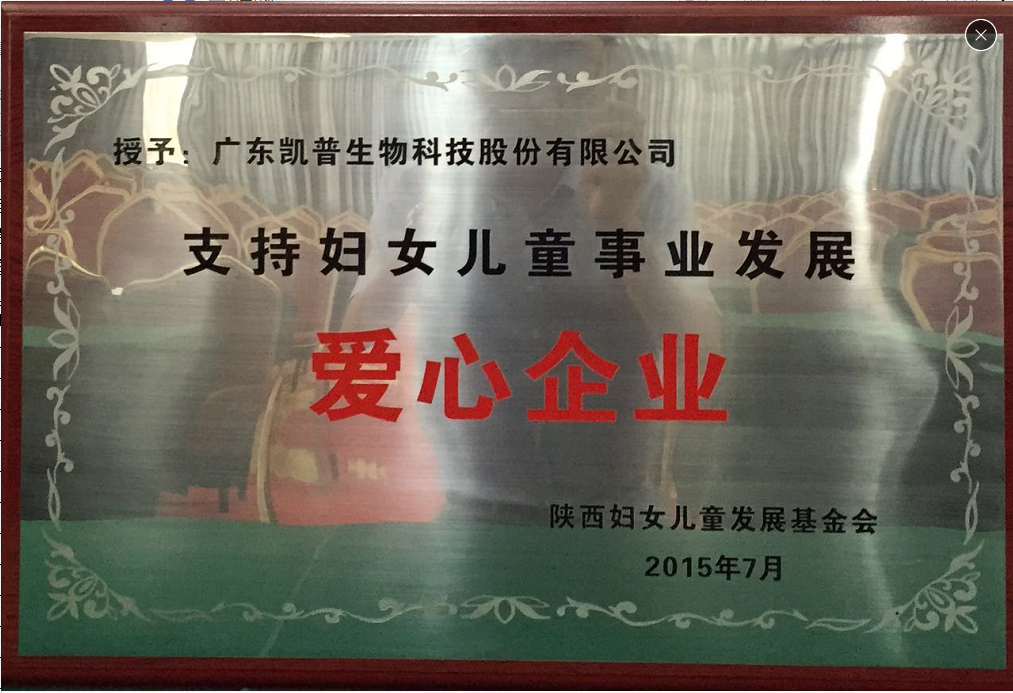 授予：广东凯普生物科技股份有限公司
支持妇女儿童事业发展
爱心企业
陕西妇女儿童发展基金会
2015年7月